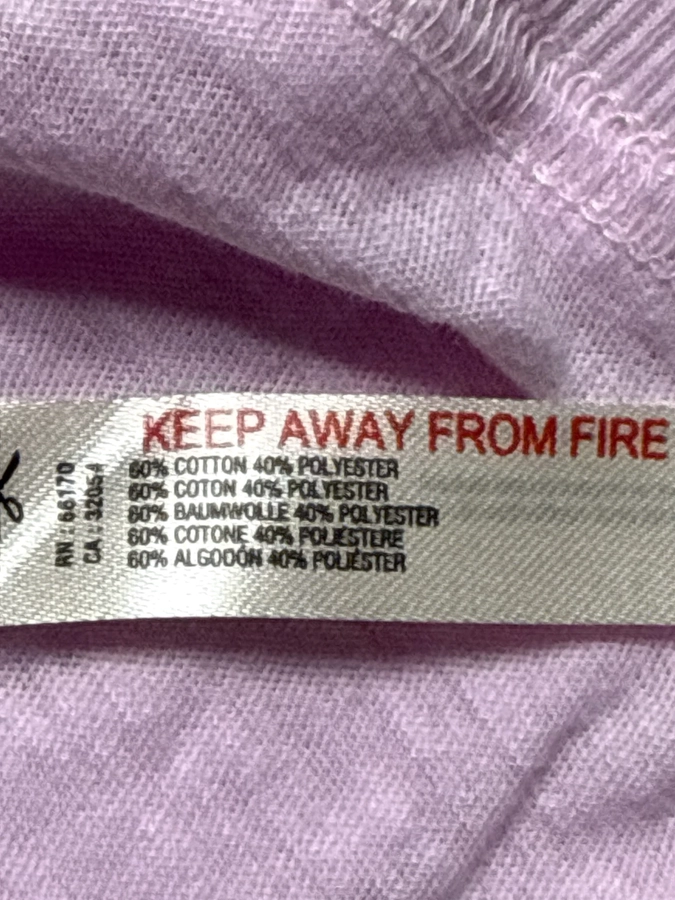 KEEP AWAY FROM FIRE
60% COTTON 40% POLYESTER
60% COTON 40% POLYESTER
60% BAUMWOLLE 40% POLYESTER
60% COTONE 40% POLIESTERE
60% ALGODÓN 40% POLIÉSTER
RN : 66170
CA : 32054